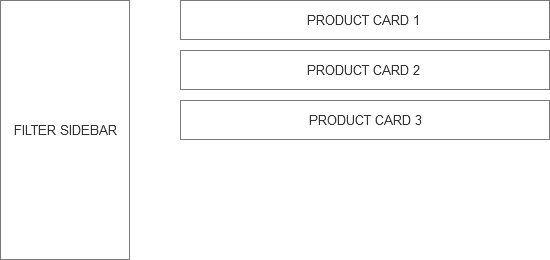 FILTER SIDEBAR
PRODUCT CARD 1
PRODUCT CARD 2
PRODUCT CARD 3